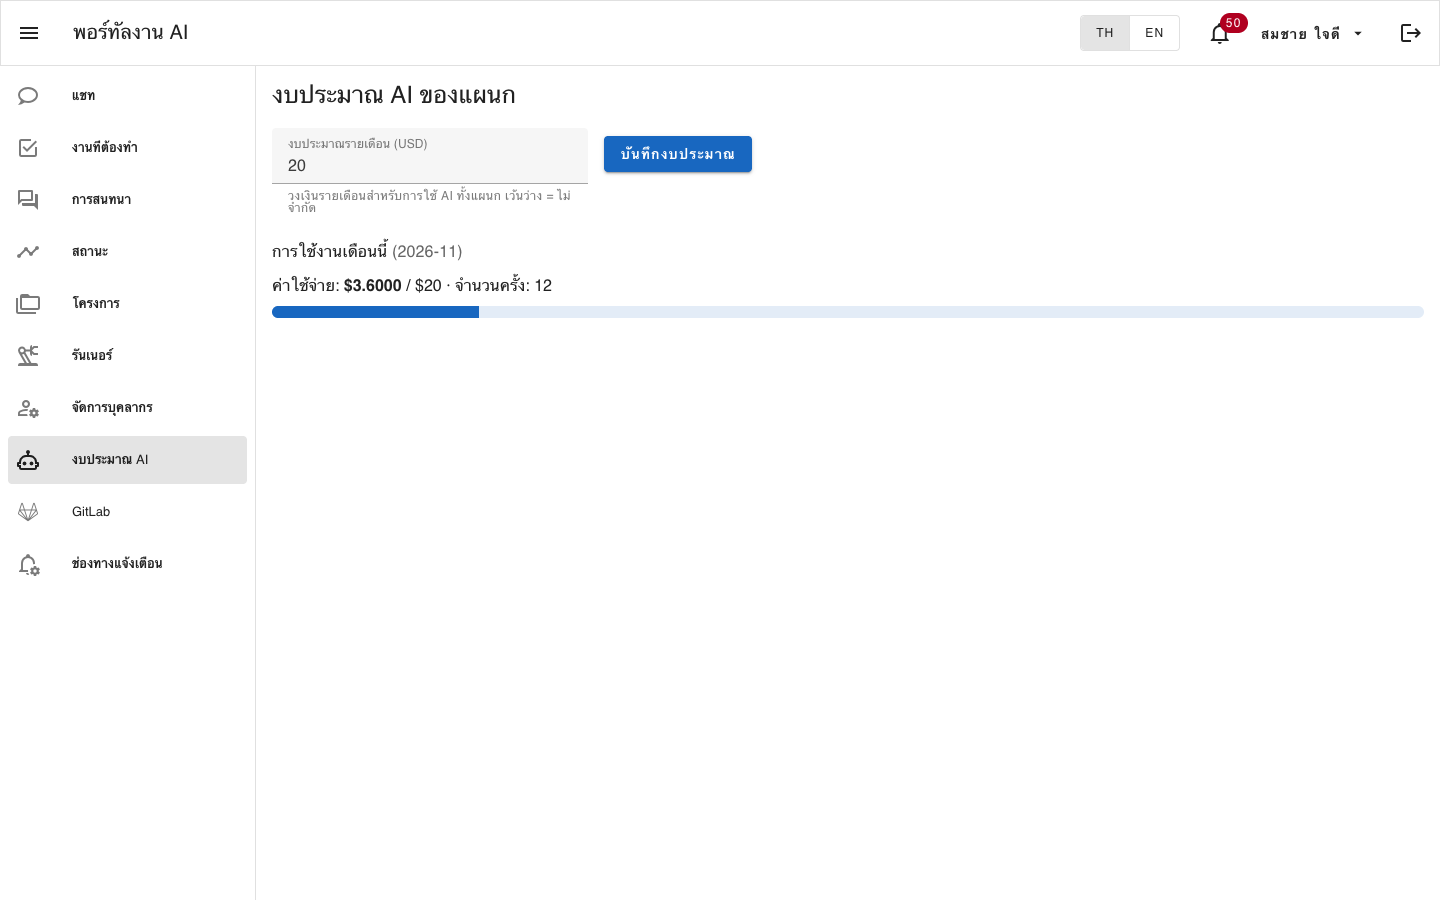 พอร์ทัลงาน AI
TH
EN
50
สมชาย ใจดี
แชท
งานที่ต้องทำ
การสนทนา
สถานะ
โครงการ
รันเนอร์
จัดการบุคลากร
งบประมาณ AI
GitLab
ช่องทางแจ้งเตือน
งบประมาณ AI ของแผนก
งบประมาณรายเดือน (USD)
20
บันทึกงบประมาณ
วงเงินรายเดือนสำหรับการใช้ AI ทั้งแผนก เว้นว่าง = ไม่
จำกัด
การใช้งานเดือนนี้ (2026-11)
ค่าใช้จ่าย: $3.6000 / $20 · จำนวนครั้ง: 12